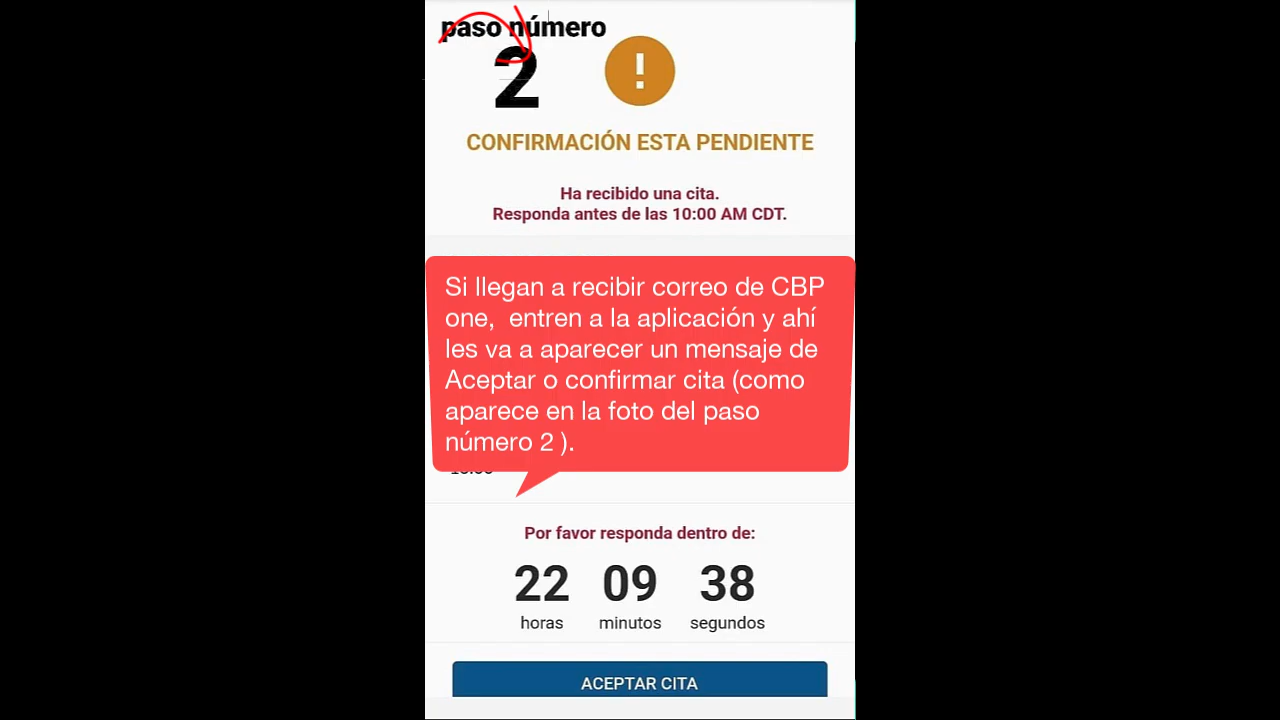 paso número
2
!
CONFIRMACIÓN ESTA PENDIENTE
Ha recibido una cita.
Responda antes de las 10:00 AM CDT.
Si llegan a recibir correo de CBP
one, entren a la aplicación y ahí
les va a aparecer un mensaje de
Aceptar o confirmar cita (como
aparece en la foto del paso
número 2 ).
Por favor responda dentro de:
22 09 38
horas minutos segundos
ACEPTAR CITA